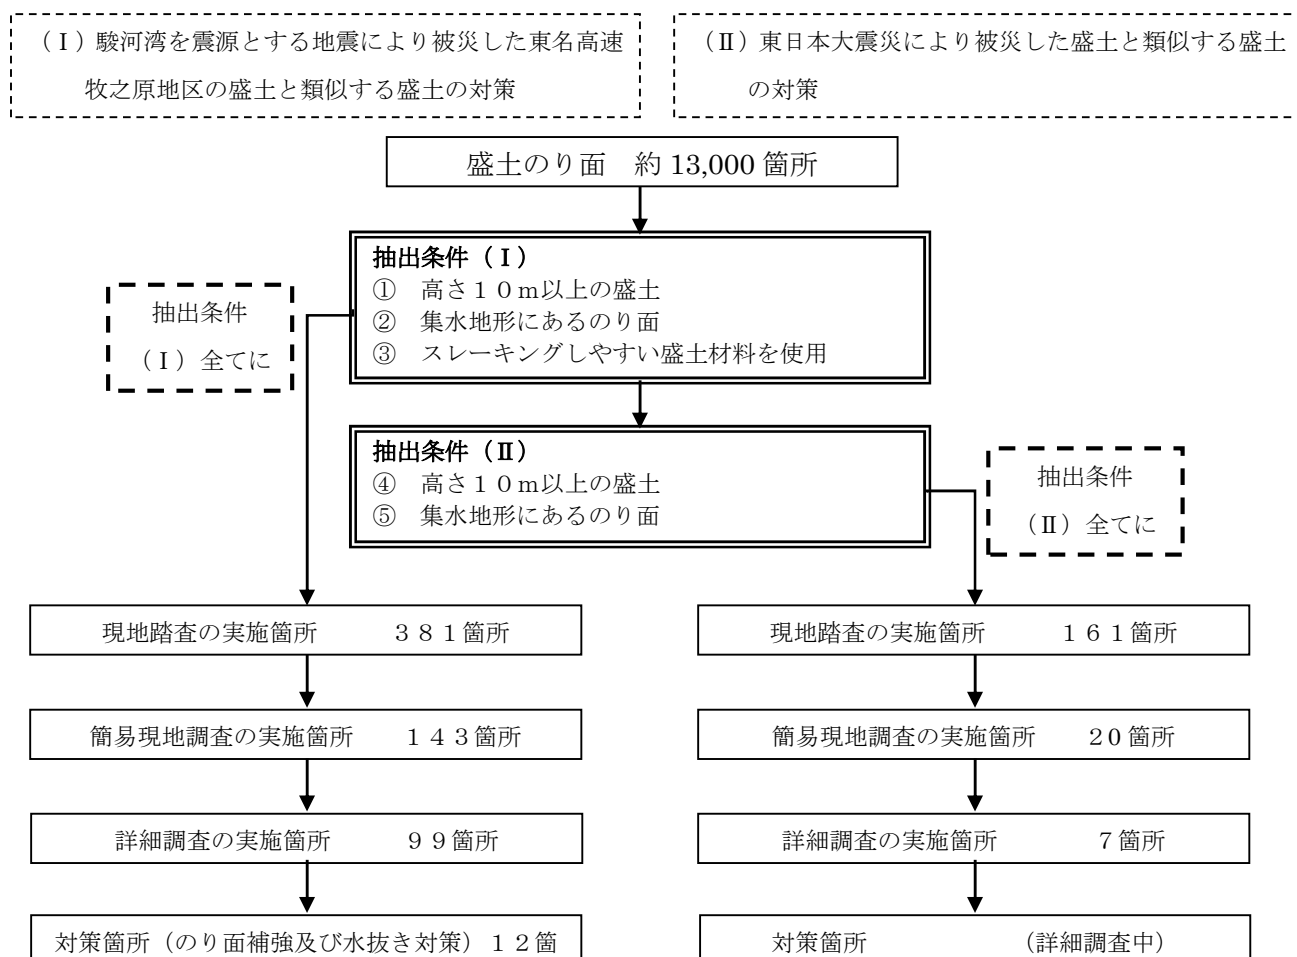 （Ⅰ）駿河湾を震源とする地震により被災した東名高速
牧之原地区の盛土と類似する盛土の対策
（Ⅱ）東日本大震災により被災した盛土と類似する盛土
の対策
盛土のり面　約 13,000 箇所
抽出条件（Ⅰ）
①　高さ１０ｍ以上の盛土
②　集水地形にあるのり面
③　スレーキングしやすい盛土材料を使用
抽出条件
（Ⅰ）全てに
抽出条件（Ⅱ）
④　高さ１０ｍ以上の盛土
⑤　集水地形にあるのり面
抽出条件
（Ⅱ）全てに
現地踏査の実施箇所　　　３８１箇所
簡易現地調査の実施箇所　　１４３箇所
詳細調査の実施箇所　　　９９箇所
対策箇所（のり面補強及び水抜き対策）１２箇
現地踏査の実施箇所　　　１６１箇所
簡易現地調査の実施箇所　　２０箇所
詳細調査の実施箇所　　　７箇所
対策箇所　　　（詳細調査中）